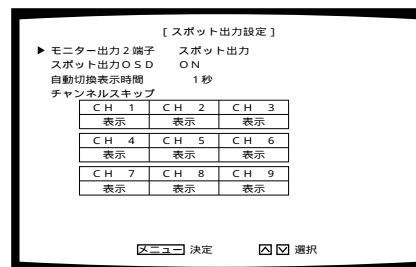 [ スポット出力設定 ]
▶ モニター出力２端子 スポット出力
スポット出力ＯＳＤ ＯＮ
自動切換表示時間 １秒
チャンネルスキップ
ＣＨ １ ＣＨ ２ ＣＨ ３
表示 表示 表示
ＣＨ ４ ＣＨ ５ ＣＨ ６
表示 表示 表示
ＣＨ ７ ＣＨ ８ ＣＨ ９
表示 表示 表示
メニュー 決定 選択